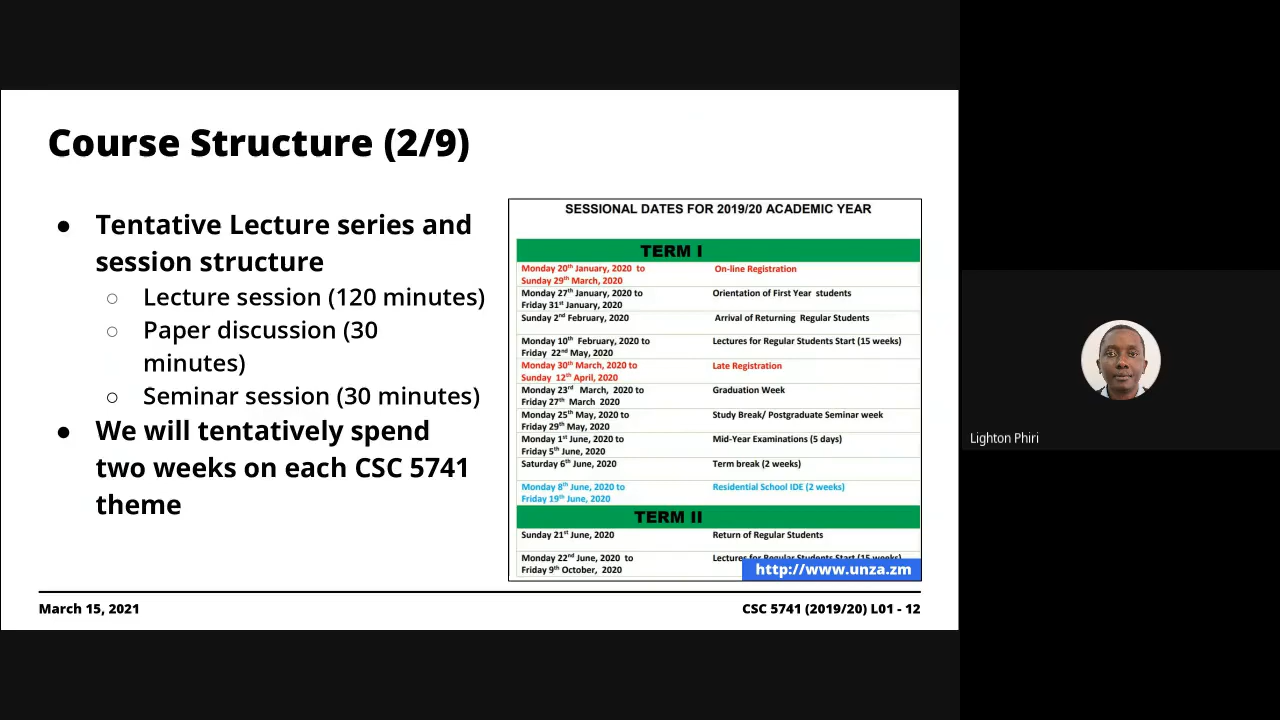 Course Structure (2/9)
● Tentative Lecture series and
session structure
○ Lecture session (120 minutes)
○ Paper discussion (30
minutes)
○ Seminar session (30 minutes)
● We will tentatively spend
two weeks on each CSC 5741
theme
SESSIONAL DATES FOR 2019/20 ACADEMIC YEAR
TERM I
Monday 20th January, 2020 to On-line Registration
Sunday 29th March, 2020
Monday 27th January, 2020 to Orientation of First Year students
Friday 31st January, 2020
Sunday 2nd February, 2020 Arrival of Returning Regular Students
Monday 10th February, 2020 to Lectures for Regular Students Start (15 weeks)
Friday 22nd May, 2020
Monday 30th March, 2020 to Late Registration
Sunday 12th April, 2020
Monday 23rd March, 2020 to Graduation Week
Friday 27th March 2020
Monday 25th May, 2020 to Study Break/ Postgraduate Seminar week
Friday 29th May, 2020
Monday 1st June, 2020 to Mid-Year Examinations (5 days)
Friday 5th June, 2020
Saturday 6th June, 2020 Term break (2 weeks)
Monday 8th June, 2020 to Residential School IDE (2 weeks)
Friday 19th June, 2020
TERM II
Sunday 21st June, 2020 Return of Regular Students
Monday 22nd June, 2020 to Lectures for Regular Students Start (15 weeks)
Friday 9th October, 2020
http://www.unza.zm
March 15, 2021
CSC 5741 (2019/20) L01 - 12
Lighton Phiri